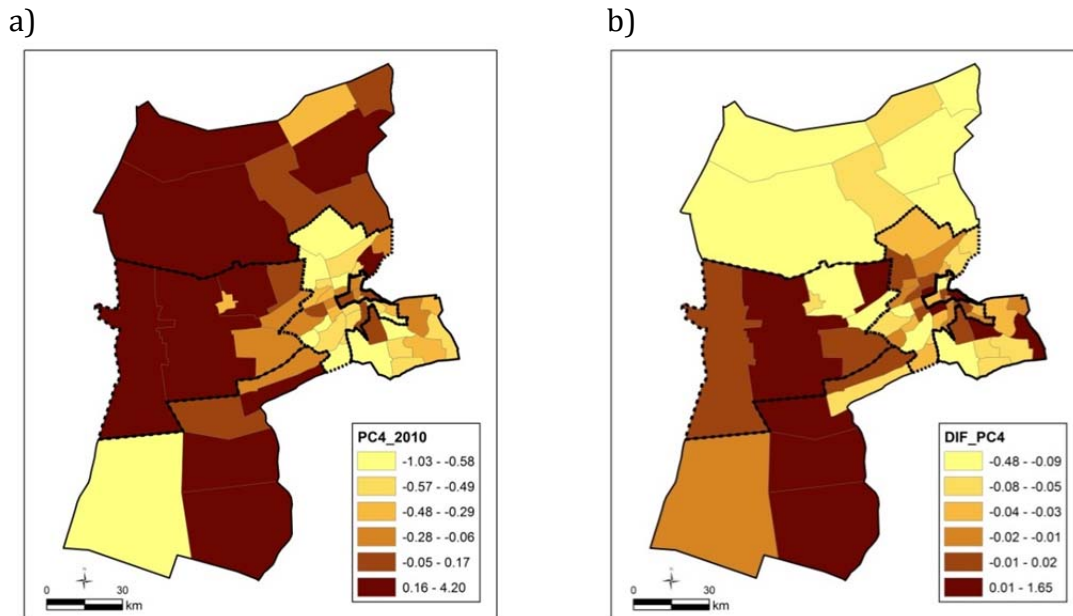 a)
b)
PC4_2010
-1.03 - -0.58
-0.57 - -0.49
-0.48 - -0.29
-0.28 - -0.06
-0.05 - 0.17
0.16 - 4.20
0 30
km
DIF_PC4
-0.48 - -0.09
-0.08 - -0.05
-0.04 - -0.03
-0.02 - -0.01
-0.01 - 0.02
0.01 - 1.65
0 30
km